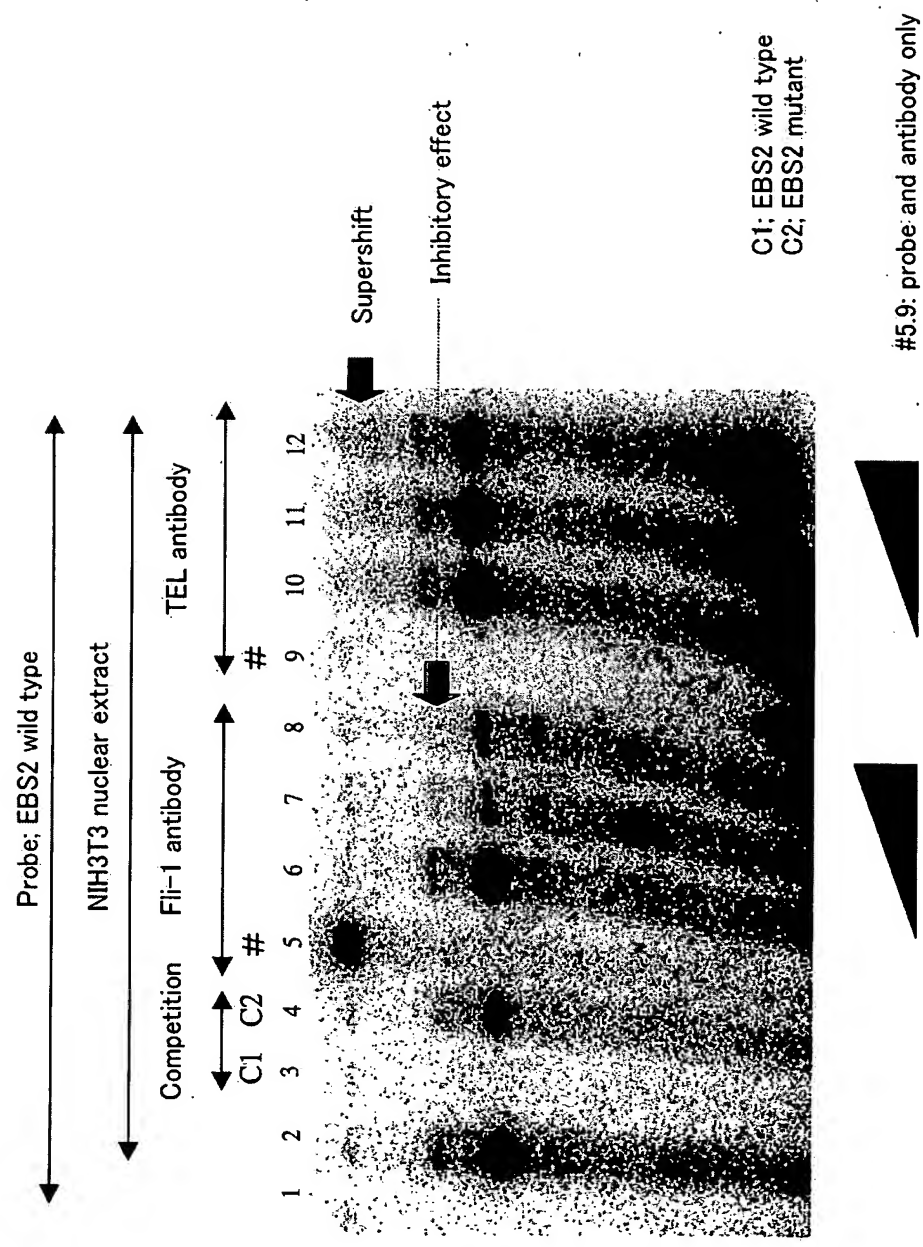 Probe; EBS2 wild type
NIH3T3 nuclear extract
Competition Fli-1 antibody TEL antibody
C1 C2 # #
1 2 3 4 5 6 7 8 9 10 11 12
Supershift
Inhibitory effect
C1; EBS2 wild type
C2; EBS2 mutant
#5.9: probe and antibody only